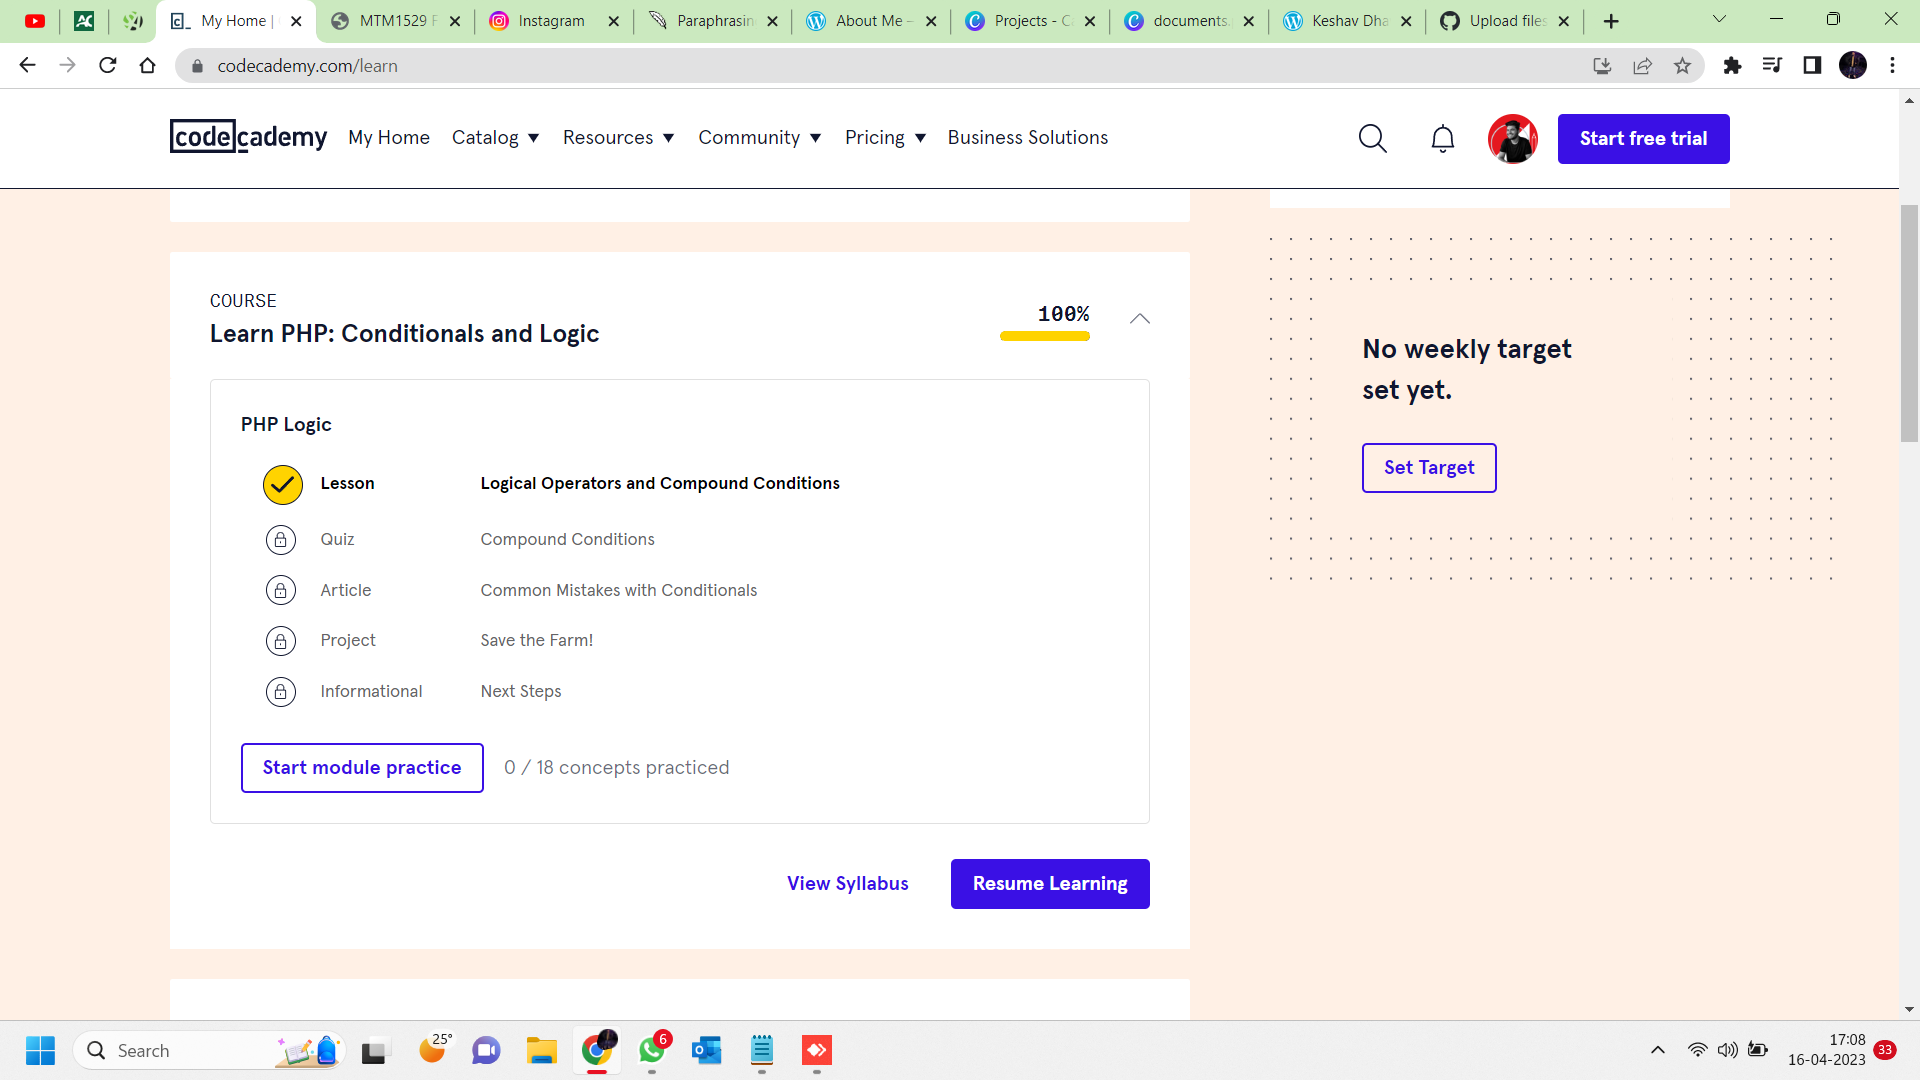 My Home |
MTM1529
Instagram
Paraphrasin
About Me –
Projects - C
documents.
Keshav Dha
Upload files
codecademy.com/learn
codecademy
My Home
Catalog
Resources
Community
Pricing
Business Solutions
Start free trial
COURSE
Learn PHP: Conditionals and Logic
100%
PHP Logic
Lesson
Logical Operators and Compound Conditions
Quiz
Compound Conditions
Article
Common Mistakes with Conditionals
Project
Save the Farm!
Informational
Next Steps
Start module practice
0 / 18 concepts practiced
View Syllabus
Resume Learning
No weekly target
set yet.
Set Target
Search
25°
6
17:08
16-04-2023
33